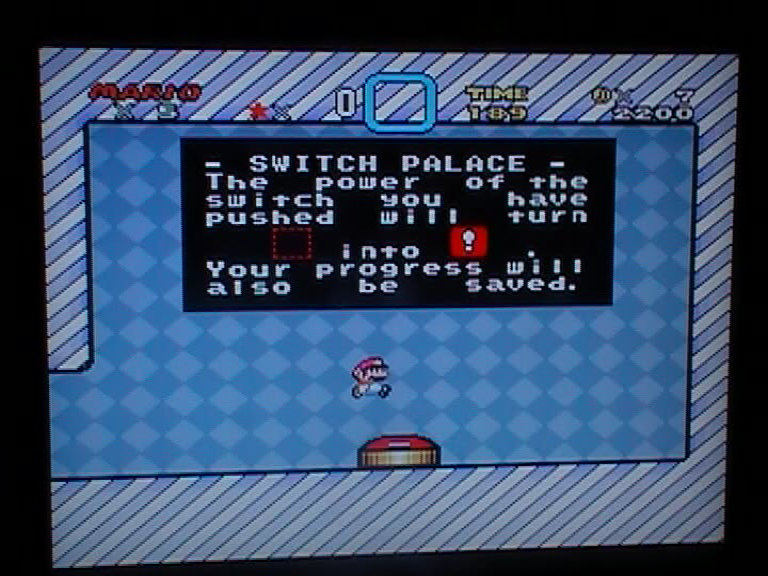 MARIO TIME × 7
× 5 ×0 189 2200
- SWITCH PALACE -
The power of the
switch you have
pushed will turn
into ! .
Your progress will
also be saved.